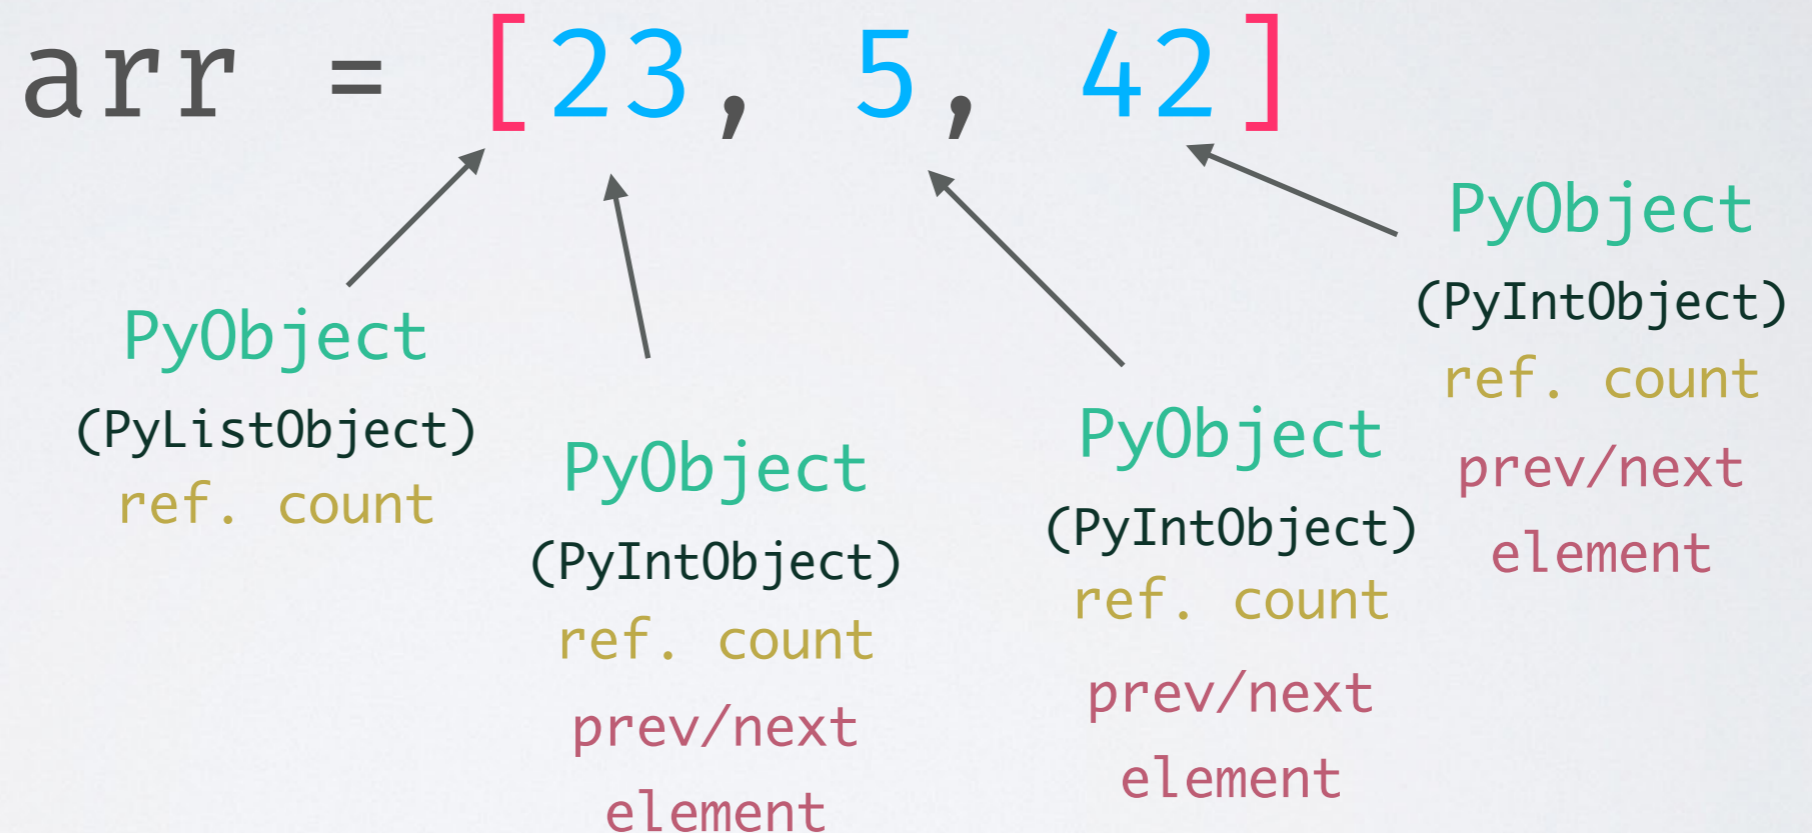 arr = [23, 5, 42]
PyObject
(PyListObject)
ref. count
PyObject
(PyIntObject)
ref. count
prev/next
element
PyObject
(PyIntObject)
ref. count
prev/next
element
PyObject
(PyIntObject)
ref. count
prev/next
element